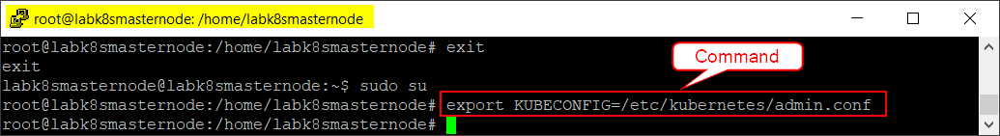 root@labk8smasternode: /home/labk8smasternode
root@labk8smasternode:/home/labk8smasternode# exit
exit
labk8smasternode@labk8smasternode:~$ sudo su
Command
root@labk8smasternode:/home/labk8smasternode# export KUBECONFIG=/etc/kubernetes/admin.conf
root@labk8smasternode:/home/labk8smasternode#